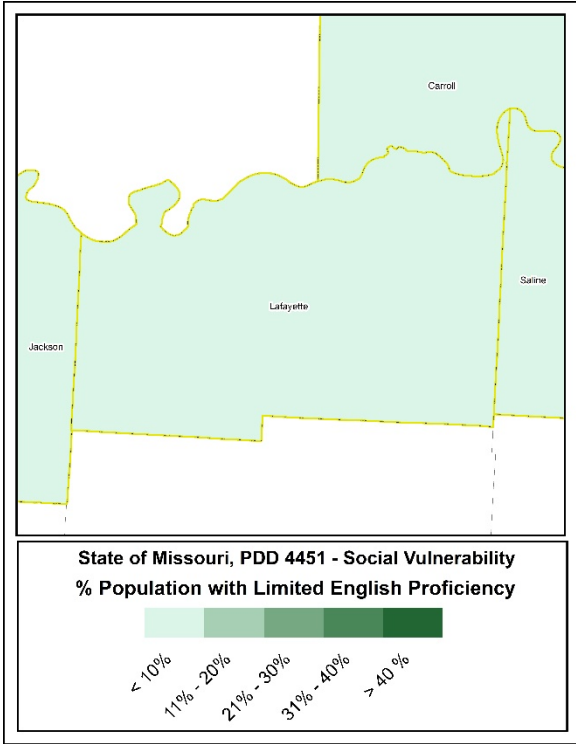 Carroll
Saline
Lafayette
Jackson
State of Missouri, PDD 4451 - Social Vulnerability
% Population with Limited English Proficiency
< 10%
11% - 20%
21% - 30%
31% - 40%
> 40 %